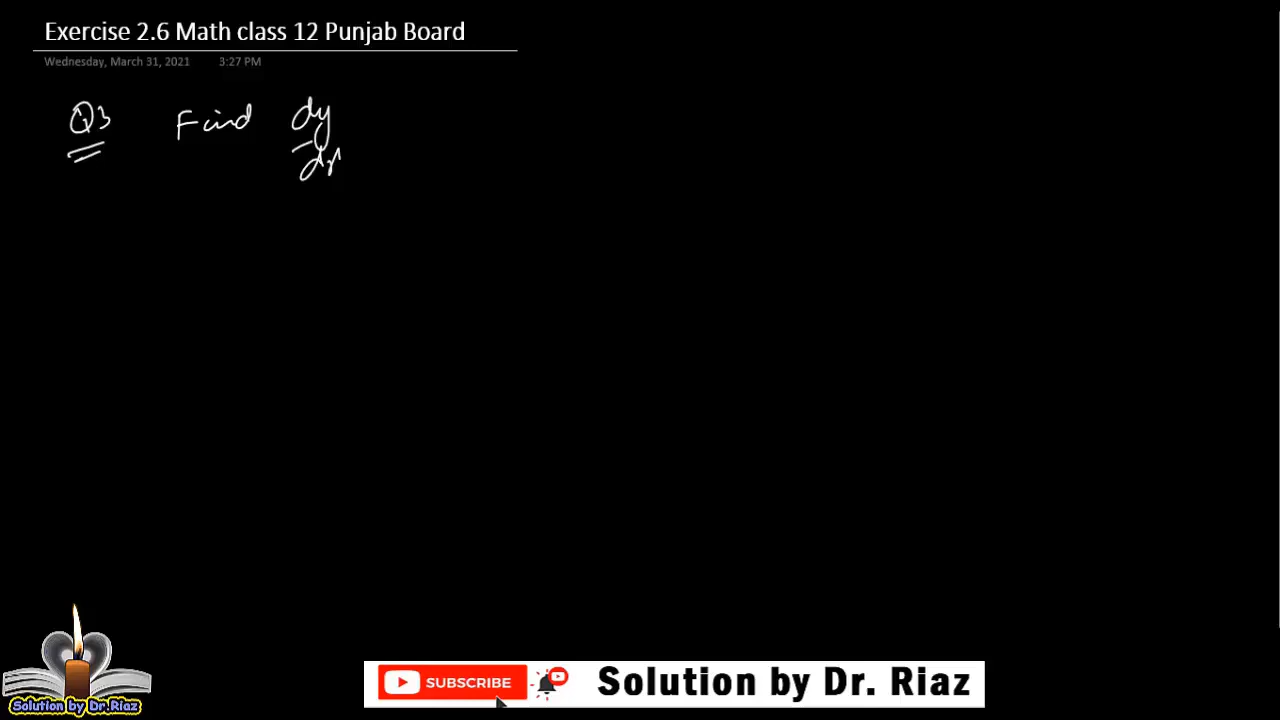 Exercise 2.6 Math class 12 Punjab Board
Wednesday, March 31, 2021 3:27 PM
Q3 Find dy
dx
SUBSCRIBE
Solution by Dr. Riaz
Solution by Dr.Riaz